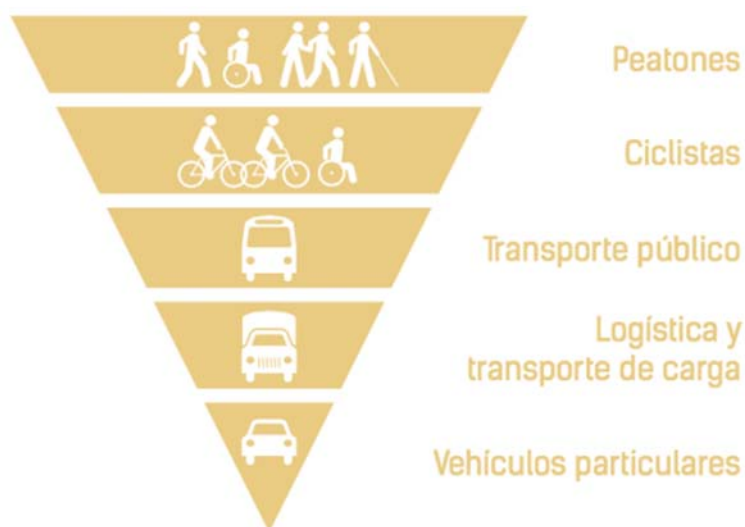 Peatones
Ciclistas
Transporte público
Logística y
transporte de carga
Vehículos particulares